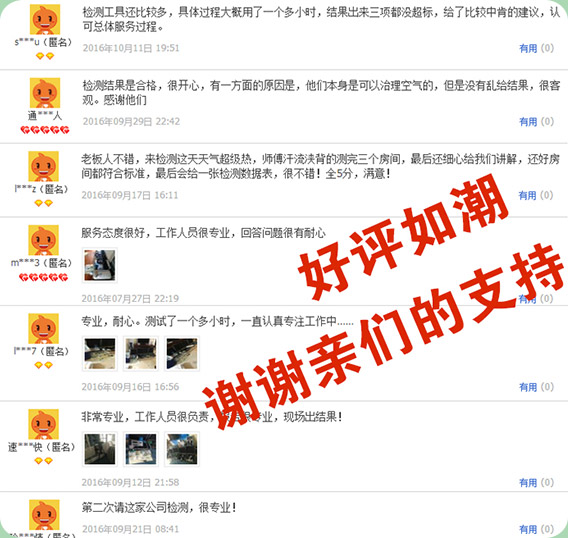 检测工具还比较多，具体过程大概用了一个多小时，结果出来三项都没超标，给了比较中肯的建议，认
可总体服务过程。
s***u（匿名）
2016年10月11日 19:51
有用 (0)
检测结果是合格，很开心，有一方面的原因是，他们本身是可以治理空气的，但是没有乱给结果，很客
观。感谢他们
通***人
2016年09月29日 22:42
有用 (0)
老板人不错，来检测这天天气超级热，师傅汗流浃背的测完三个房间，最后还细心给我们讲解，还好房
间都符合标准，最后会给一张检测数据表，很不错！全5分，满意！
l***z（匿名）
2016年09月17日 16:11
有用 (0)
服务态度很好，工作人员很专业，回答问题很有耐心
m***3（匿名）
2016年07月27日 22:19
有用 (0)
好评如潮
谢谢亲们的支持
专业，耐心。测试了一个多小时，一直认真专注工作中……
l***7（匿名）
2016年09月16日 16:56
有用 (0)
非常专业，工作人员很负责，很专业，现场出结果！
速***快（匿名）
2016年09月12日 21:58
有用 (0)
第二次请这家公司检测，很专业！
2016年09月21日 08:41
有用 (0)